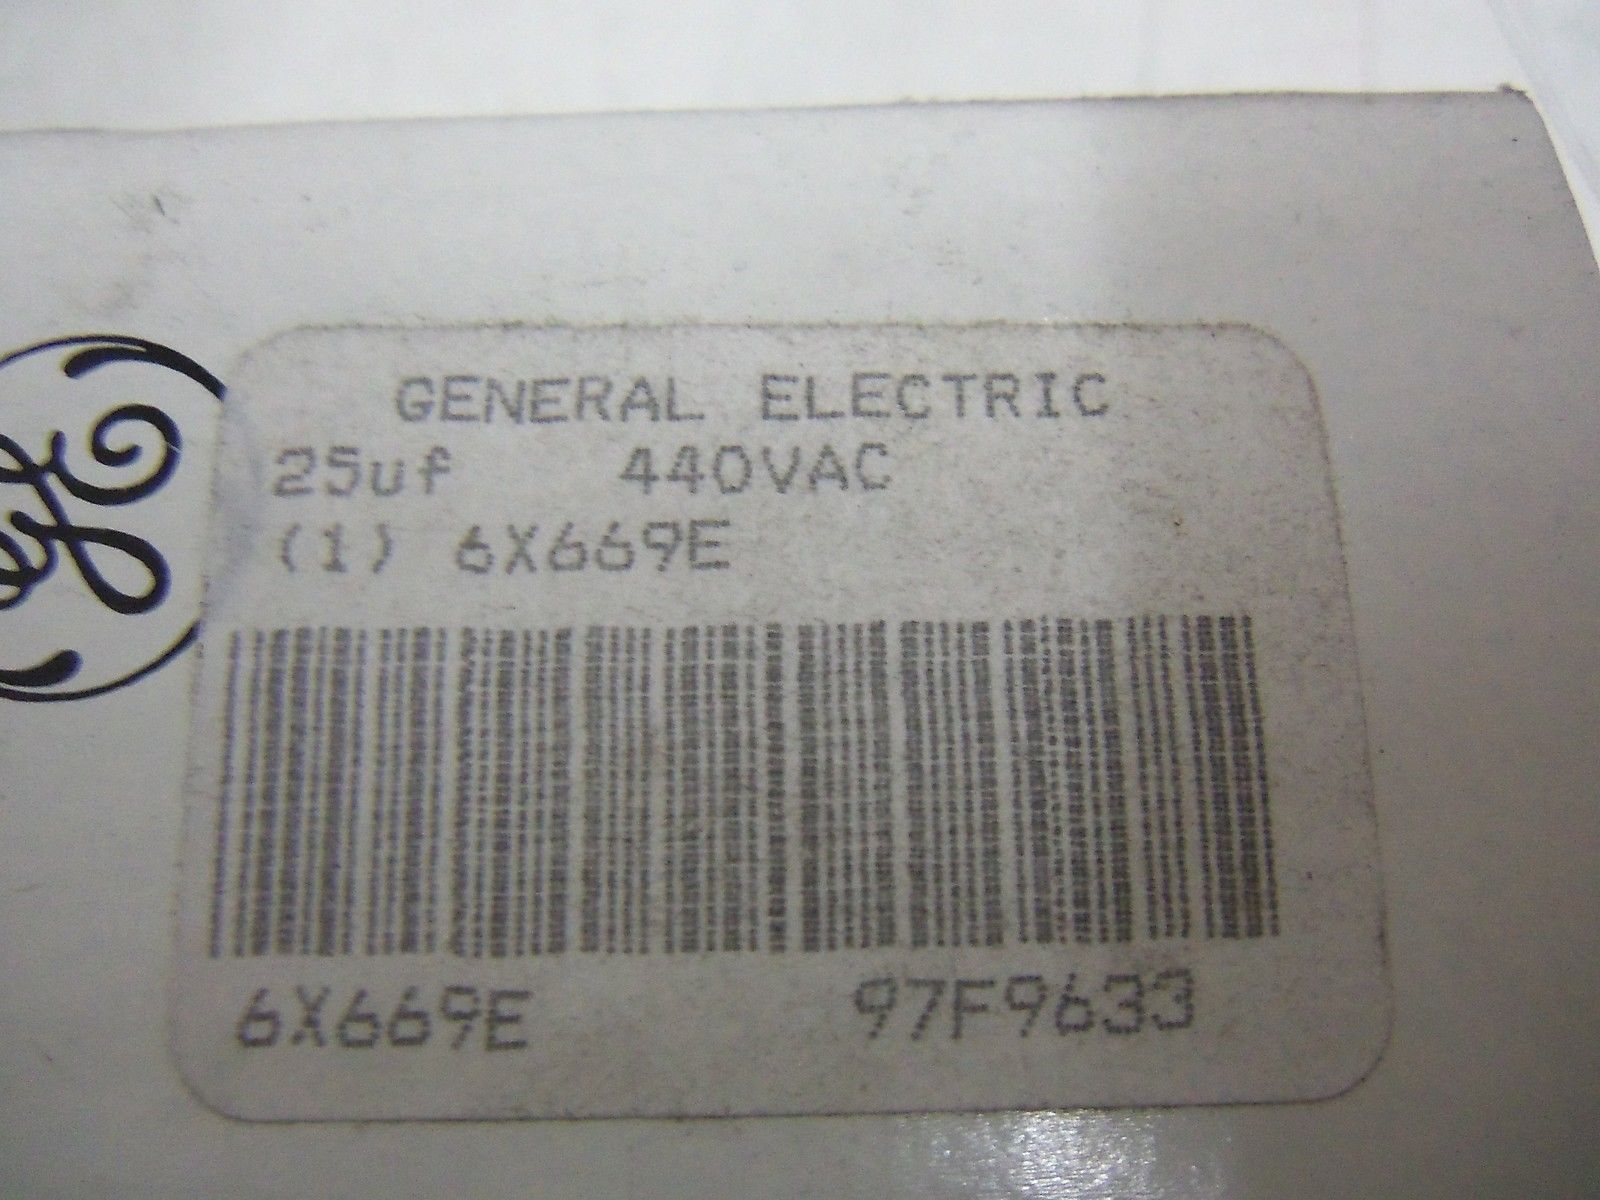 GENERAL ELECTRIC
25uf 440VAC
(1) 6X669E
6X669E 97F9633